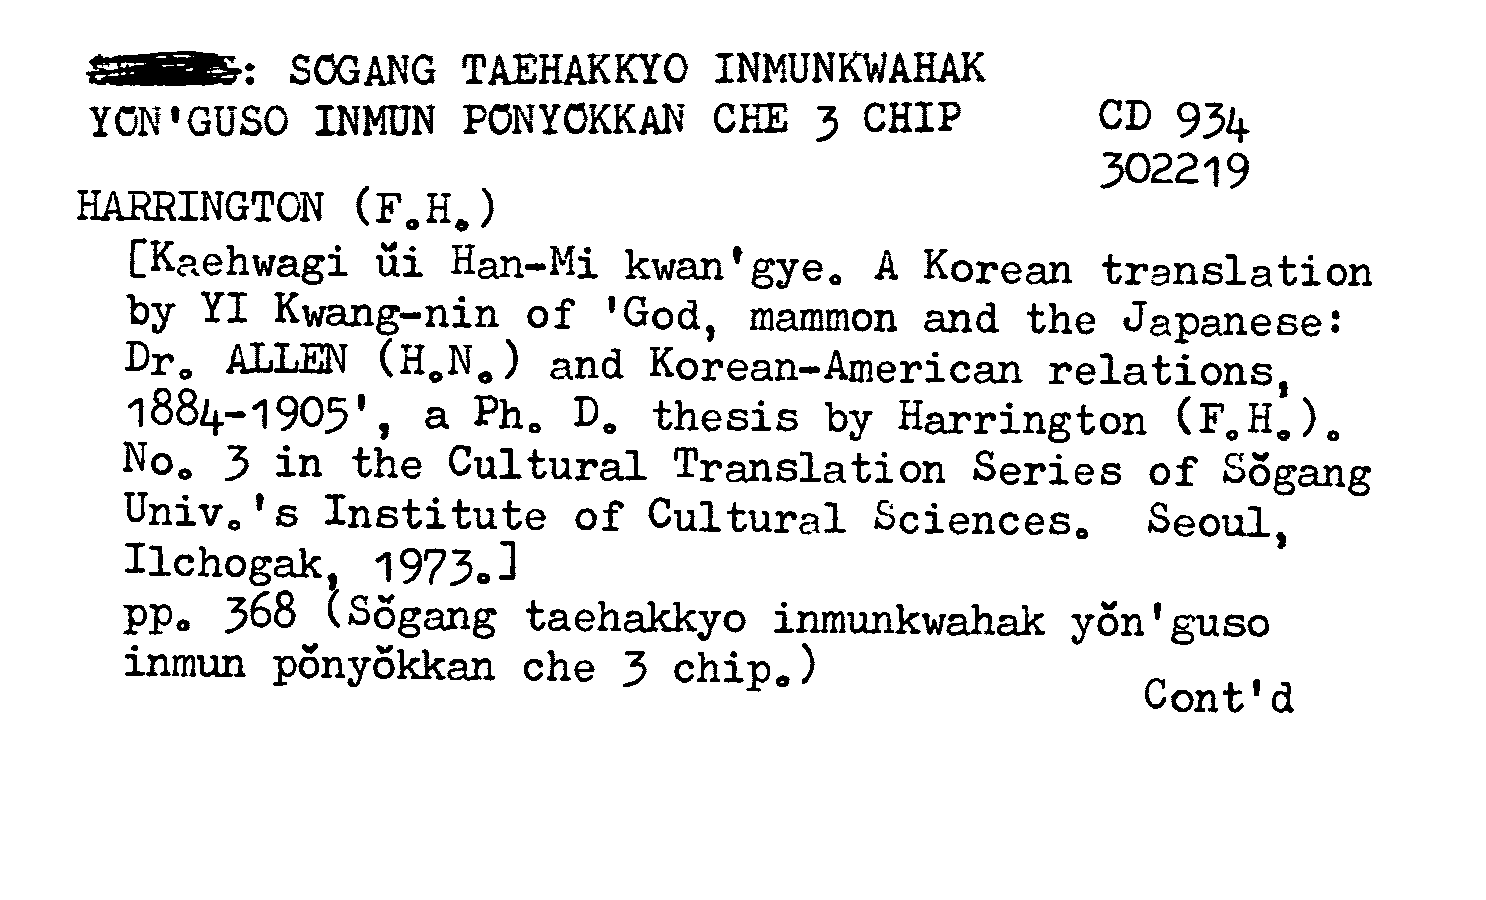 : SŎGANG TAEHAKKYO INMUNKWAHAK
YŎN'GUSO INMUN PŎNYŎKKAN CHE 3 CHIP
CD 934
302219
HARRINGTON (F.H.)
[Kaehwagi ŭi Han-Mi kwan'gye. A Korean translation
by YI Kwang-nin of 'God, mammon and the Japanese:
Dr. ALLEN (H.N.) and Korean-American relations,
1884-1905', a Ph. D. thesis by Harrington (F.H.).
No. 3 in the Cultural Translation Series of Sŏgang
Univ.'s Institute of Cultural Sciences. Seoul,
Ilchogak, 1973.]
pp. 368 (Sŏgang taehakkyo inmunkwahak yŏn'guso
inmun pŏnyŏkkan che 3 chip.)
Cont'd